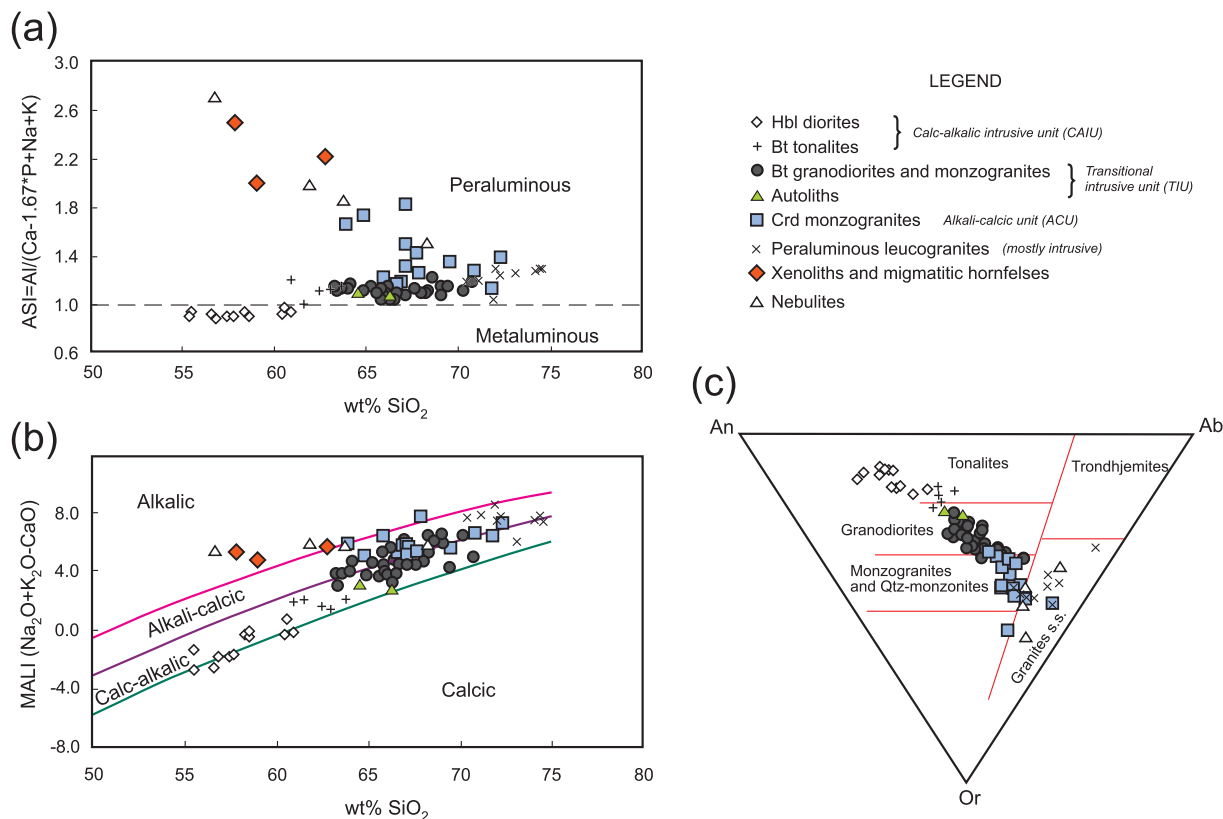 (a)
ASI=Al/(Ca-1.67*P+Na+K)
3.0
2.6
2.2
1.8
1.4
1.0
0.6
Peraluminous
Metaluminous
50 55 60 65 70 75 80
wt% SiO2
LEGEND
Hbl diorites
Bt tonalites
} Calc-alkalic intrusive unit (CAIU)
Bt granodiorites and monzogranites
Autoliths
} Transitional
intrusive unit (TIU)
Crd monzogranites Alkali-calcic unit (ACU)
Peraluminous leucogranites (mostly intrusive)
Xenoliths and migmatitic hornfelses
Nebulites
(b)
MALI (Na2O+K2O-CaO)
8.0
4.0
0.0
-4.0
-8.0
Alkalic
Alkali-calcic
Calc-alkalic
Calcic
50 55 60 65 70 75 80
wt% SiO2
(c)
An
Ab
Tonalites
Trondhjemites
Granodiorites
Monzogranites
and Qtz-monzonites
Granites s.s.
Or